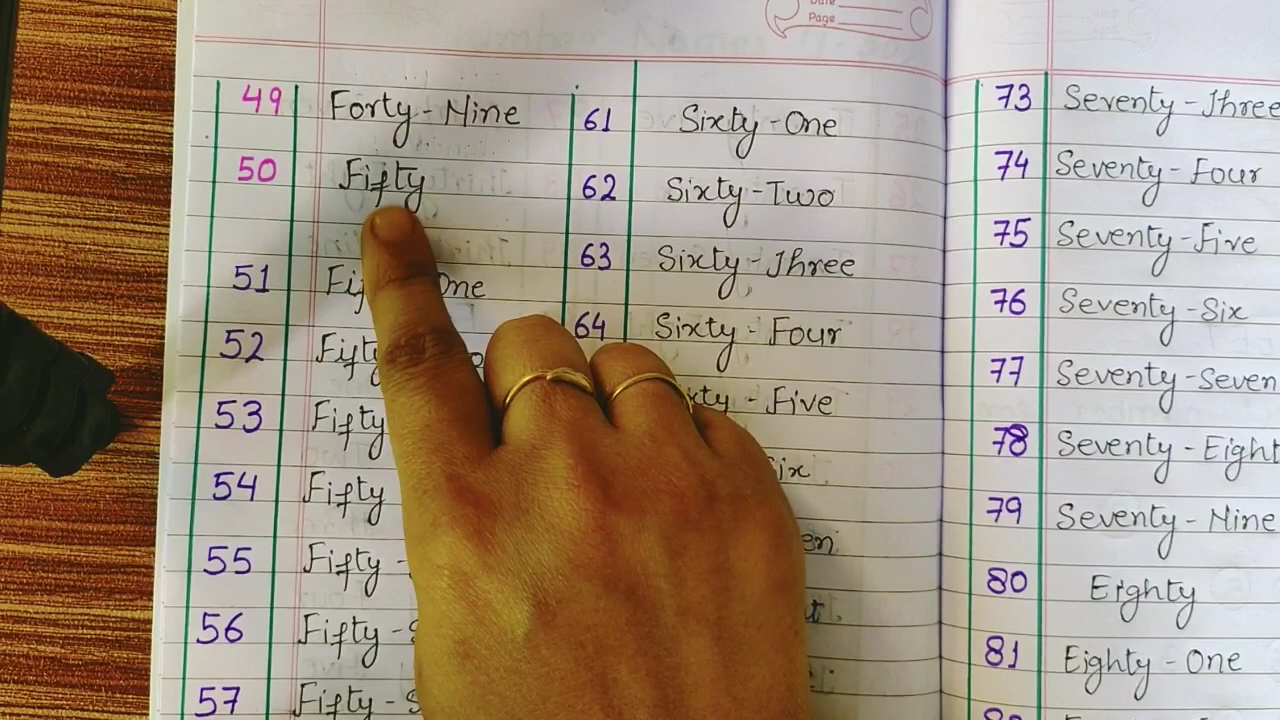 Page
49 Forty-Nine
50 Fifty
51
52
53 Fifty
54 Fifty
55 Fifty -
56 Fifty -
57 Fifty -
61 Sixty-One
62 Sixty-Two
63 Sixty-Three
64 Sixty-Four
- Five
73 Seventy-Three
74 Seventy-Four
75 Seventy-Five
76 Seventy-Six
77 Seventy-Seven
78 Seventy-Eight
79 Seventy-Nine
80 Eighty
81 Eighty-One